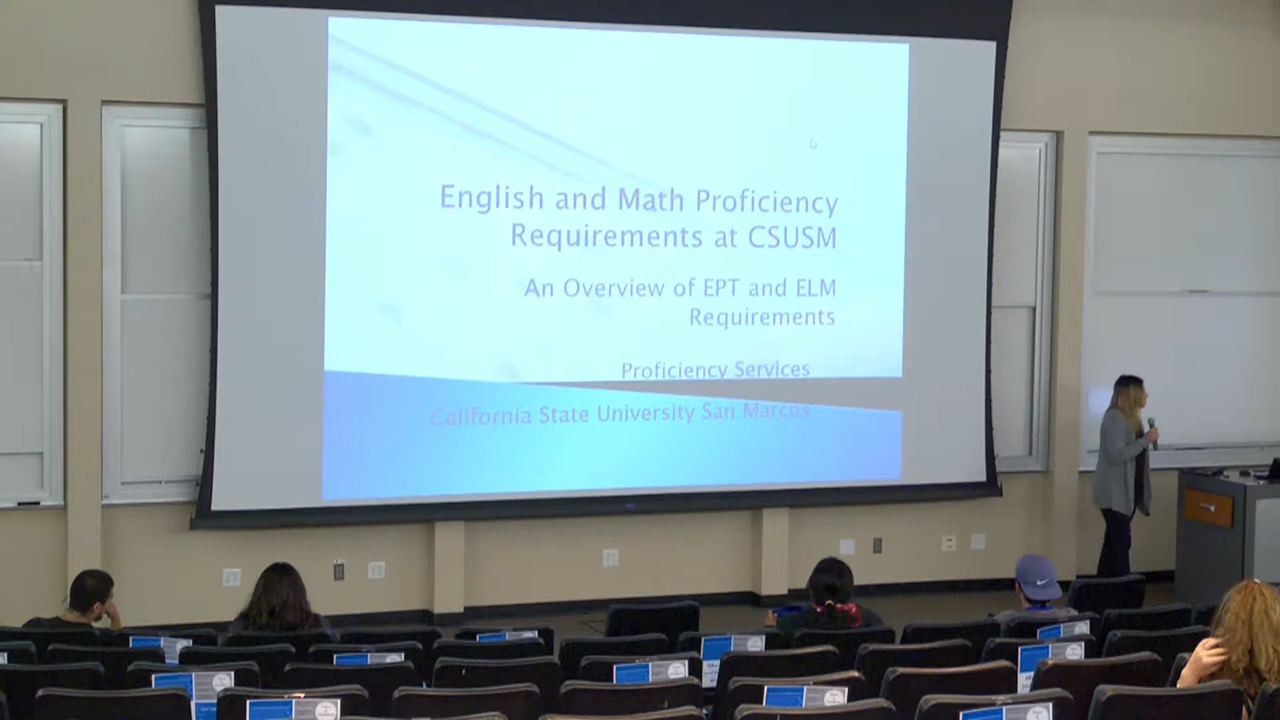 English and Math Proficiency
Requirements at CSUSM
An Overview of EPT and ELM
Requirements
Proficiency Services
California State University San Marcos